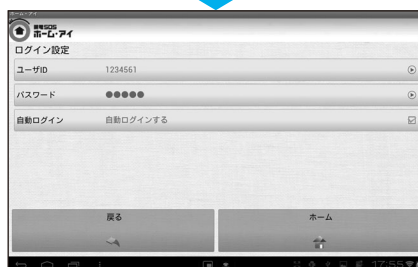 ホーム・アイ
簡電SOS
ホーム・アイ
ログイン設定
ユーザID 1234561
パスワード ●●●●●
自動ログイン 自動ログインする
戻る ホーム
17:55